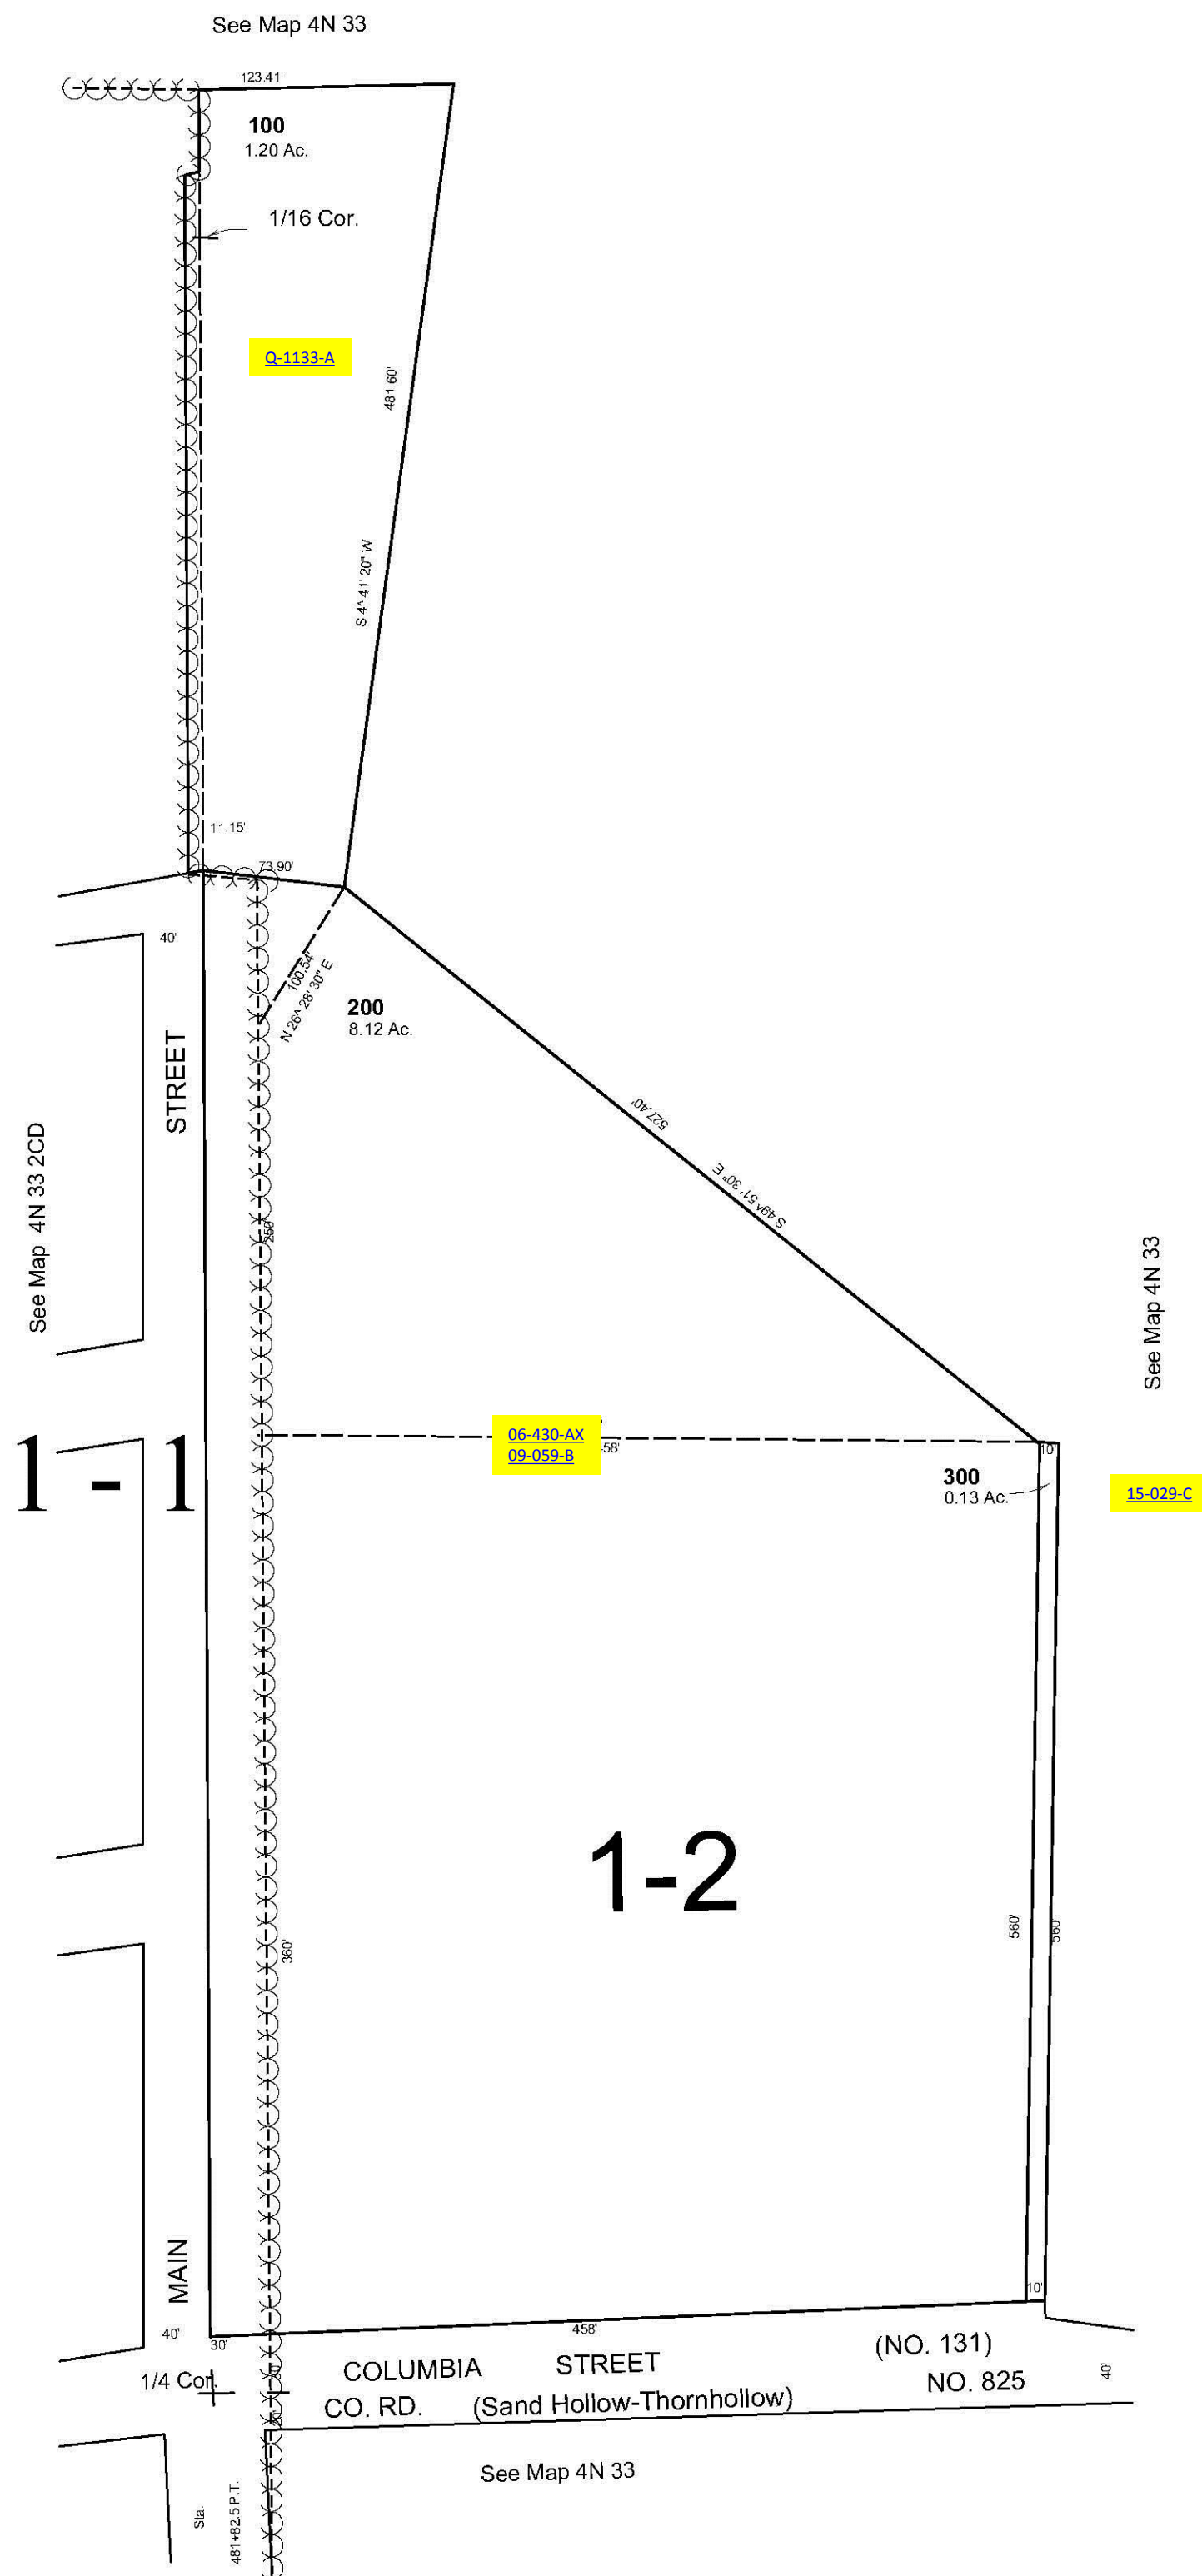 See Map 4N 33
123.41'
100
1.20 Ac.
1/16 Cor.
Q-1133-A
481.60'
S 4^ 41' 20" W
11.15'
73.90'
40'
100.54'
N 26^ 28' 30" E
200
8.12 Ac.
STREET
527.40'
S 49^ 51' 30" E
See Map 4N 33 2CD
250'
See Map 4N 33
06-430-AX
09-059-B
58'
10'
1 - 1
300
0.13 Ac.
15-029-C
1-2
560'
560'
360'
MAIN
10'
40'
30'
458'
(NO. 131)
COLUMBIA STREET
1/4 Cor.
NO. 825
40'
CO. RD. (Sand Hollow-Thornhollow)
20'
See Map 4N 33
Sta.
481+82.5 P.T.